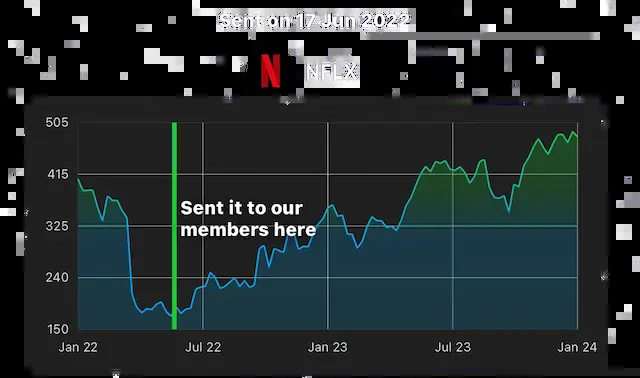 Sent on 17 Jun 2022
NFLX
505
415
325
240
150
Sent it to our
members here
Jan 22
Jul 22
Jan 23
Jul 23
Jan 24